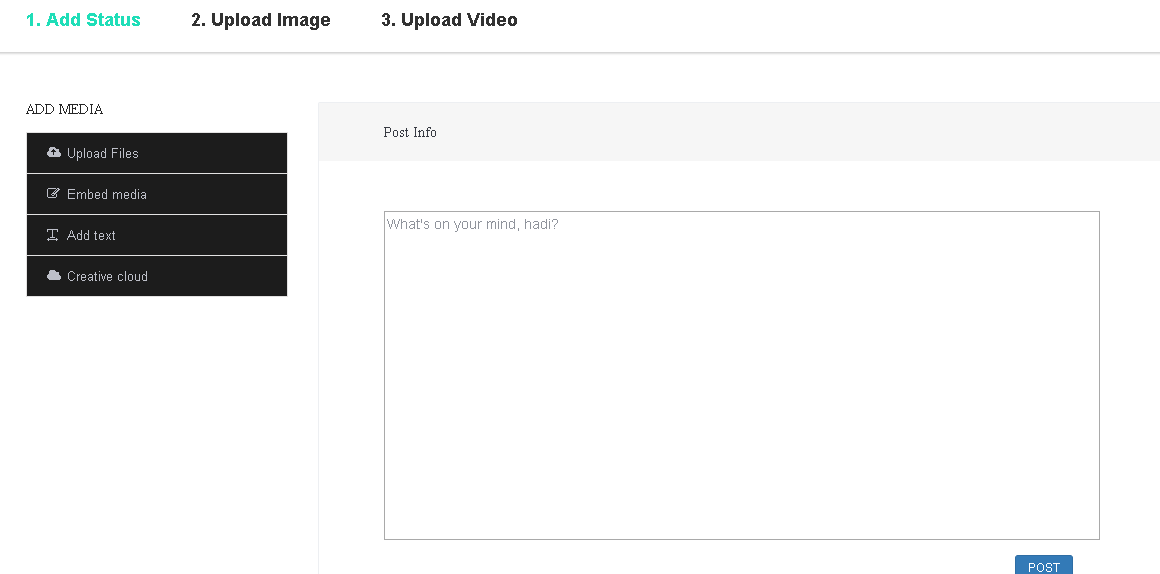 1. Add Status 2. Upload Image 3. Upload Video
ADD MEDIA
Upload Files
Embed media
Add text
Creative cloud
Post Info
What's on your mind, hadi?
POST